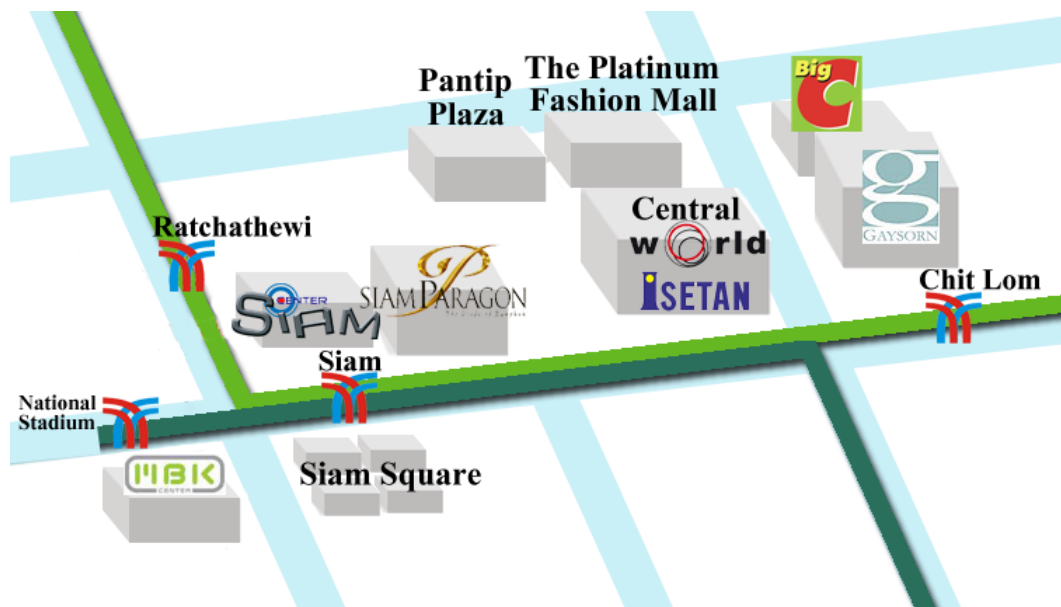 Pantip
Plaza
The Platinum
Fashion Mall
Big
C
g
GAYSORN
Ratchathewi
Central
world
ISETAN
CENTER
SIAM
SIAM PARAGON
Chit Lom
Siam
National
Stadium
MBK
CENTER
Siam Square